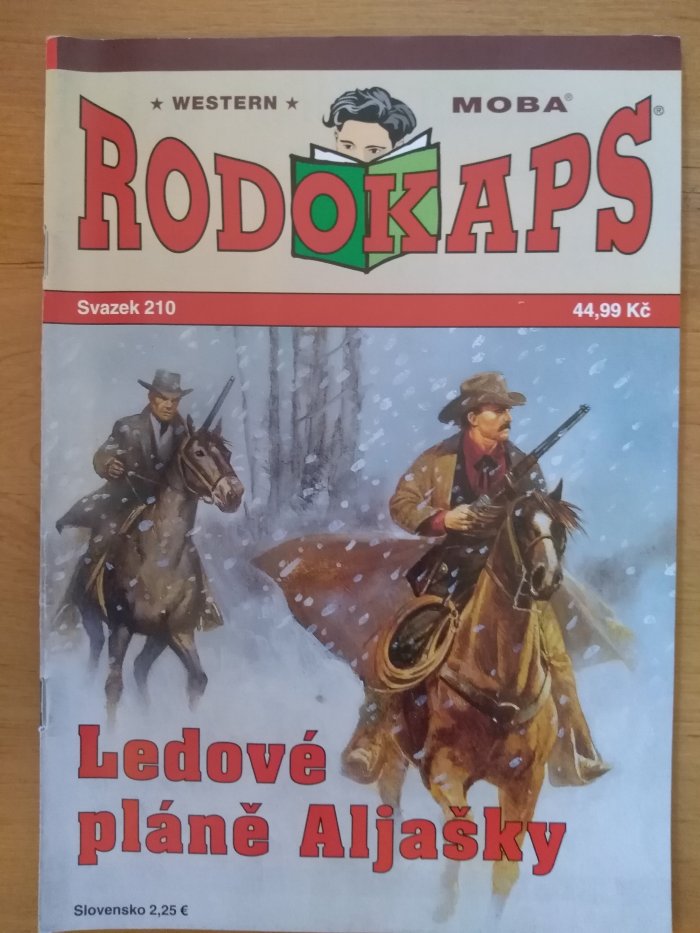 ★ WESTERN ★ MOBA®
RODOKAPS®
Svazek 210 44,99 Kč
Ledové
pláně Aljašky
Slovensko 2,25 €